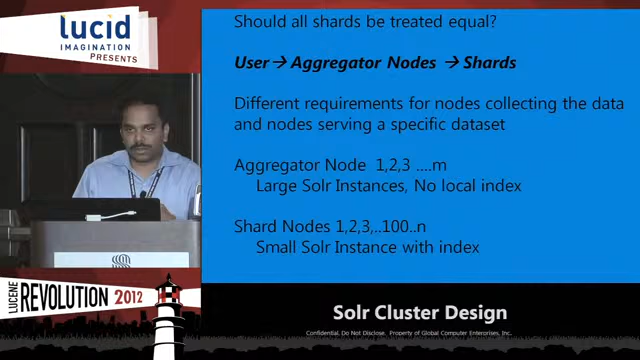 lucid
IMAGINATION
PRESENTS
Should all shards be treated equal?
User→ Aggregator Nodes → Shards
Different requirements for nodes collecting the data
and nodes serving a specific dataset
Aggregator Node 1,2,3 ....m
Large Solr Instances, No local index
Shard Nodes 1,2,3,..100..n
Small Solr Instance with index
LUCENE
REVOLUTION 2012
Solr Cluster Design
Confidential. Do Not Disclose. Property of Global Computer Enterprises, Inc.